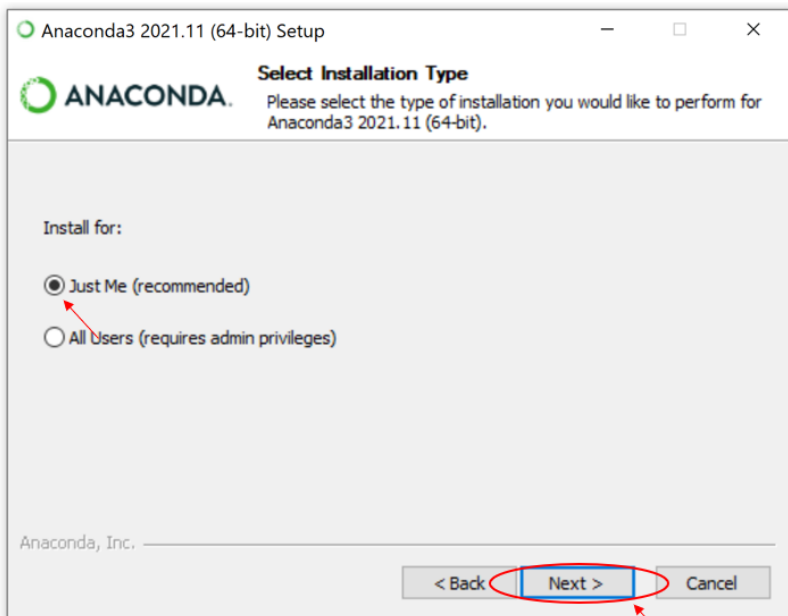 Anaconda3 2021.11 (64-bit) Setup
ANACONDA.
Select Installation Type
Please select the type of installation you would like to perform for
Anaconda3 2021.11 (64-bit).
Install for:
Just Me (recommended)
All Users (requires admin privileges)
Anaconda, Inc.
< Back
Next >
Cancel